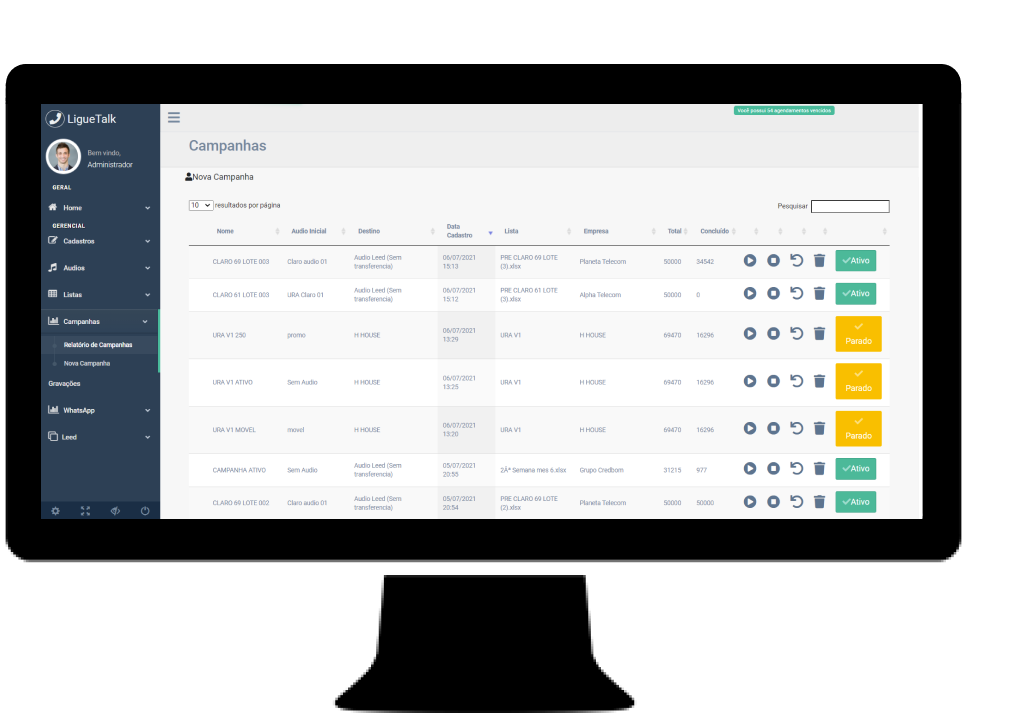 LigueTalk
Você possui 54 agendamentos vencidos
Bem vindo,
Administrador
GERAL
Home
GERENCIAL
Cadastros
Audios
Listas
Campanhas
Relatório de Campanhas
Nova Campanha
Gravações
WhatsApp
Leed
Campanhas
Nova Campanha
10 resultados por página
Pesquisar
Nome Audio Inicial Destino Data Cadastro Lista Empresa Total Concluído
CLARO 69 LOTE 003 Claro audio 01 Audio Leed (Sem transferencia) 06/07/2021 15:13 PRE CLARO 69 LOTE (3).xlsx Planeta Telecom 50000 34542 Ativo
CLARO 61 LOTE 003 URA Claro 01 Audio Leed (Sem transferencia) 06/07/2021 15:12 PRE CLARO 61 LOTE (3).xlsx Alpha Telecom 50000 0 Ativo
URA V1 250 promo H HOUSE 06/07/2021 13:29 URA V1 H HOUSE 69470 16296 Parado
URA V1 ATIVO Sem Audio H HOUSE 06/07/2021 13:25 URA V1 H HOUSE 69470 16296 Parado
URA V1 MOVEL movel H HOUSE 06/07/2021 13:20 URA V1 H HOUSE 69470 16296 Parado
CAMPANHA ATIVO Sem Audio Audio Leed (Sem transferencia) 05/07/2021 20:55 2Âª Semana mes 6.xlsx Grupo Credbom 31215 977 Ativo
CLARO 69 LOTE 002 Claro audio 01 Audio Leed (Sem transferencia) 05/07/2021 20:54 PRE CLARO 69 LOTE (2).xlsx Planeta Telecom 50000 50000 Ativo